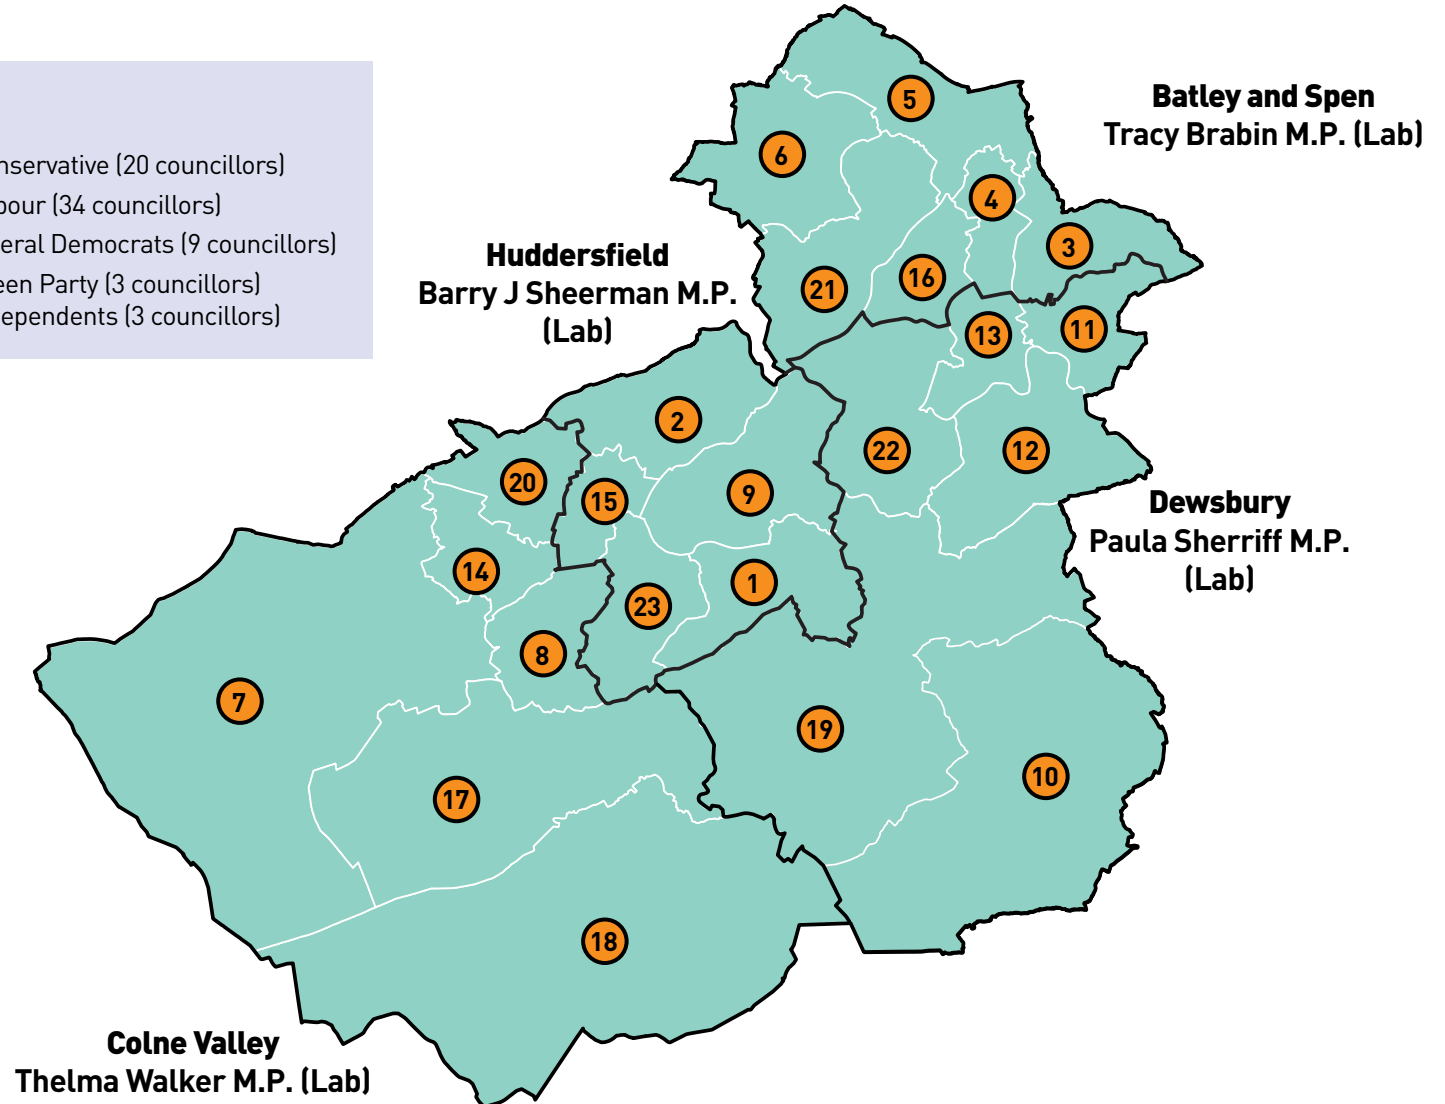 nservative (20 councillors)
bour (34 councillors)
eral Democrats (9 councillors)
een Party (3 councillors)
ependents (3 councillors)
Batley and Spen
Tracy Brabin M.P. (Lab)
Huddersfield
Barry J Sheerman M.P.
(Lab)
Dewsbury
Paula Sherriff M.P.
(Lab)
Colne Valley
Thelma Walker M.P. (Lab)
5
6
4
3
16
21
11
13
2
22
12
20
9
15
14
1
23
8
7
19
10
17
18